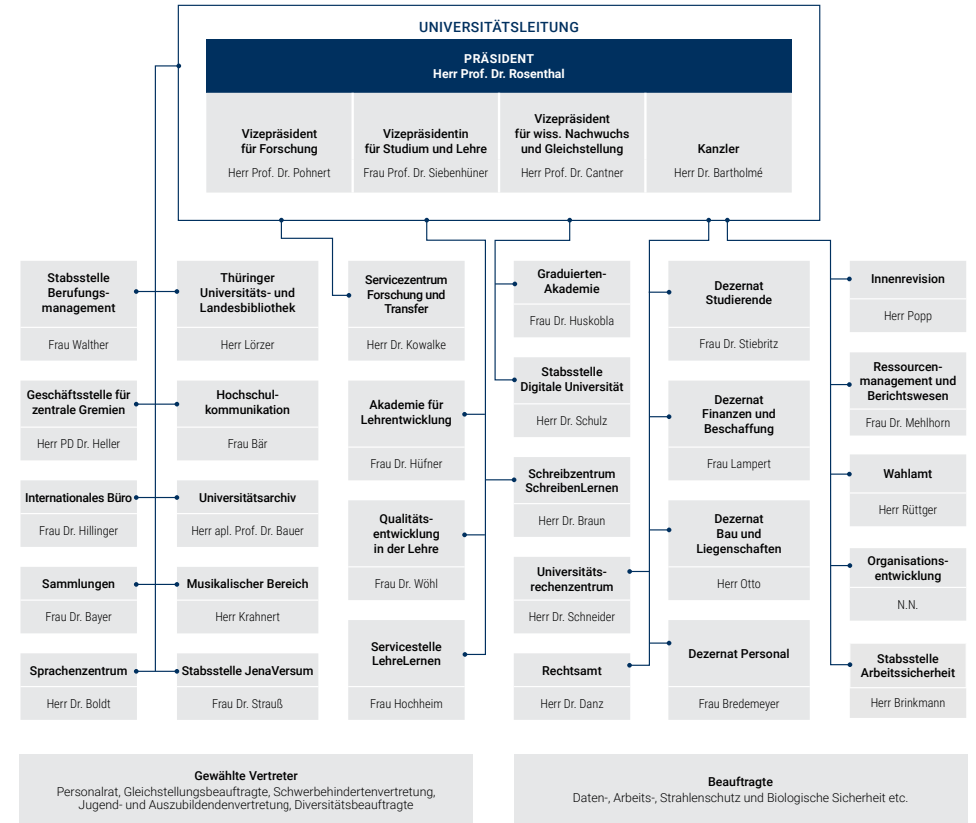 UNIVERSITÄTSLEITUNG
PRÄSIDENT
Herr Prof. Dr. Rosenthal
Vizepräsident
für Forschung
Herr Prof. Dr. Pohnert
Vizepräsidentin
für Studium und Lehre
Frau Prof. Dr. Siebenhüner
Vizepräsident
für wiss. Nachwuchs
und Gleichstellung
Herr Prof. Dr. Cantner
Kanzler
Herr Dr. Bartholmé
Stabsstelle
Berufungs-
management
Frau Walther
Geschäftsstelle für
zentrale Gremien
Herr PD Dr. Heller
Internationales Büro
Frau Dr. Hillinger
Sammlungen
Frau Dr. Bayer
Sprachenzentrum
Herr Dr. Boldt
Thüringer
Universitäts- und
Landesbibliothek
Herr Lörzer
Hochschul-
kommunikation
Frau Bär
Universitätsarchiv
Herr apl. Prof. Dr. Bauer
Musikalischer Bereich
Herr Krahnert
Stabsstelle JenaVersum
Frau Dr. Strauß
Servicezentrum
Forschung und
Transfer
Herr Dr. Kowalke
Akademie für
Lehrentwicklung
Frau Dr. Hüfner
Qualitäts-
entwicklung
in der Lehre
Frau Dr. Wöhl
Servicestelle
LehreLernen
Frau Hochheim
Graduierten-
Akademie
Frau Dr. Huskobla
Stabsstelle
Digitale Universität
Herr Dr. Schulz
Schreibzentrum
SchreibenLernen
Herr Dr. Braun
Universitäts-
rechenzentrum
Herr Dr. Schneider
Rechtsamt
Herr Dr. Danz
Dezernat
Studierende
Frau Dr. Stiebritz
Dezernat
Finanzen und
Beschaffung
Frau Lampert
Dezernat
Bau und
Liegenschaften
Herr Otto
Dezernat Personal
Frau Bredemeyer
Innenrevision
Herr Popp
Ressourcen-
management und
Berichtswesen
Frau Dr. Mehlhorn
Wahlamt
Herr Rüttger
Organisations-
entwicklung
N.N.
Stabsstelle
Arbeitssicherheit
Herr Brinkmann
Gewählte Vertreter
Personalrat, Gleichstellungsbeauftragte, Schwerbehindertenvertretung,
Jugend- und Auszubildendenvertretung, Diversitätsbeauftragte
Beauftragte
Daten-, Arbeits-, Strahlenschutz und Biologische Sicherheit etc.